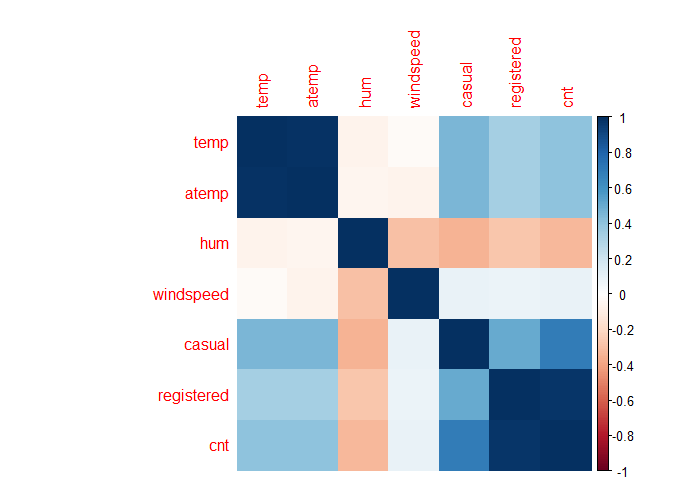 temp
atemp
hum
windspeed
casual
registered
cnt
temp
atemp
hum
windspeed
casual
registered
cnt
1
0.8
0.6
0.4
0.2
0
-0.2
-0.4
-0.6
-0.8
-1